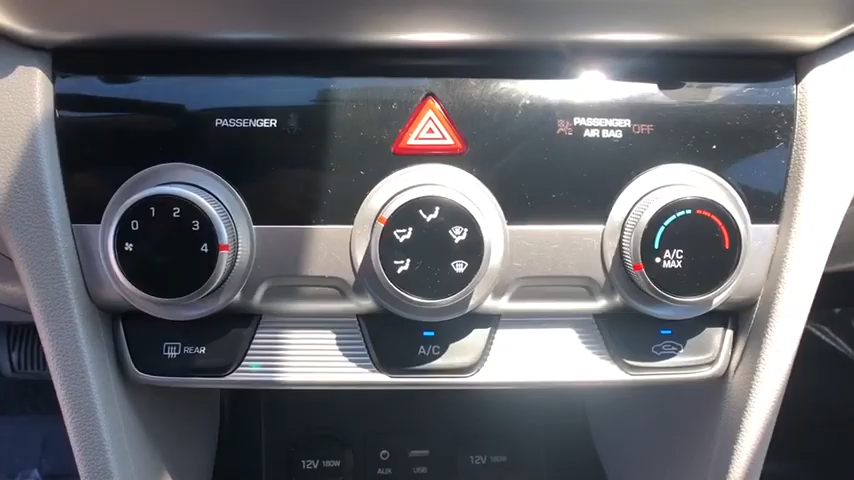 PASSENGER
PASSENGER
AIR BAG OFF
0 1 2 3 4
A/C
MAX
REAR
A/C
12V 180W
AUX
USB
12V 180W